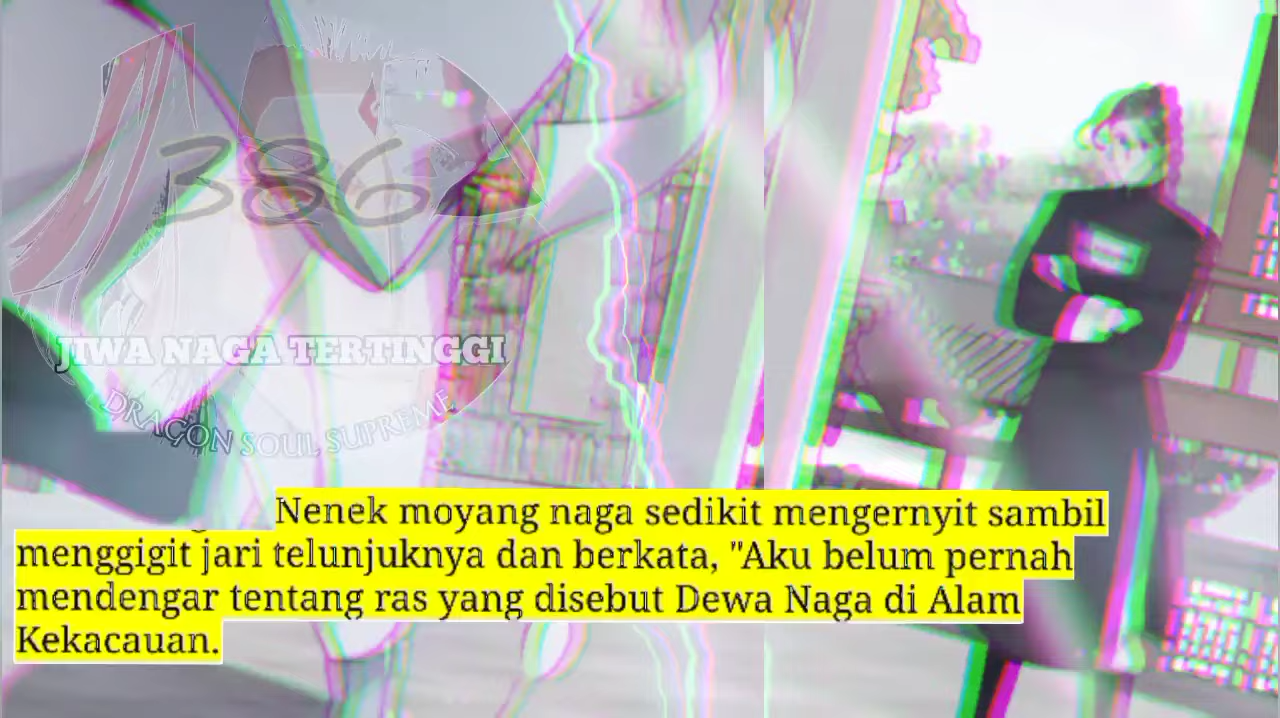 386
JIWA NAGA TERTINGGI
DRAGON SOUL SUPREME
Nenek moyang naga sedikit mengernyit sambil
menggigit jari telunjuknya dan berkata, "Aku belum pernah
mendengar tentang ras yang disebut Dewa Naga di Alam
Kekacauan.